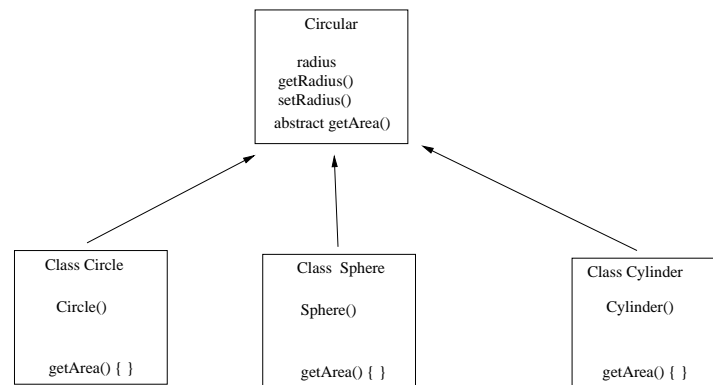 Circular
radius
getRadius()
setRadius()
abstract getArea()
Class Circle
Circle()
getArea() { }
Class Sphere
Sphere()
getArea() { }
Class Cylinder
Cylinder()
getArea() { }